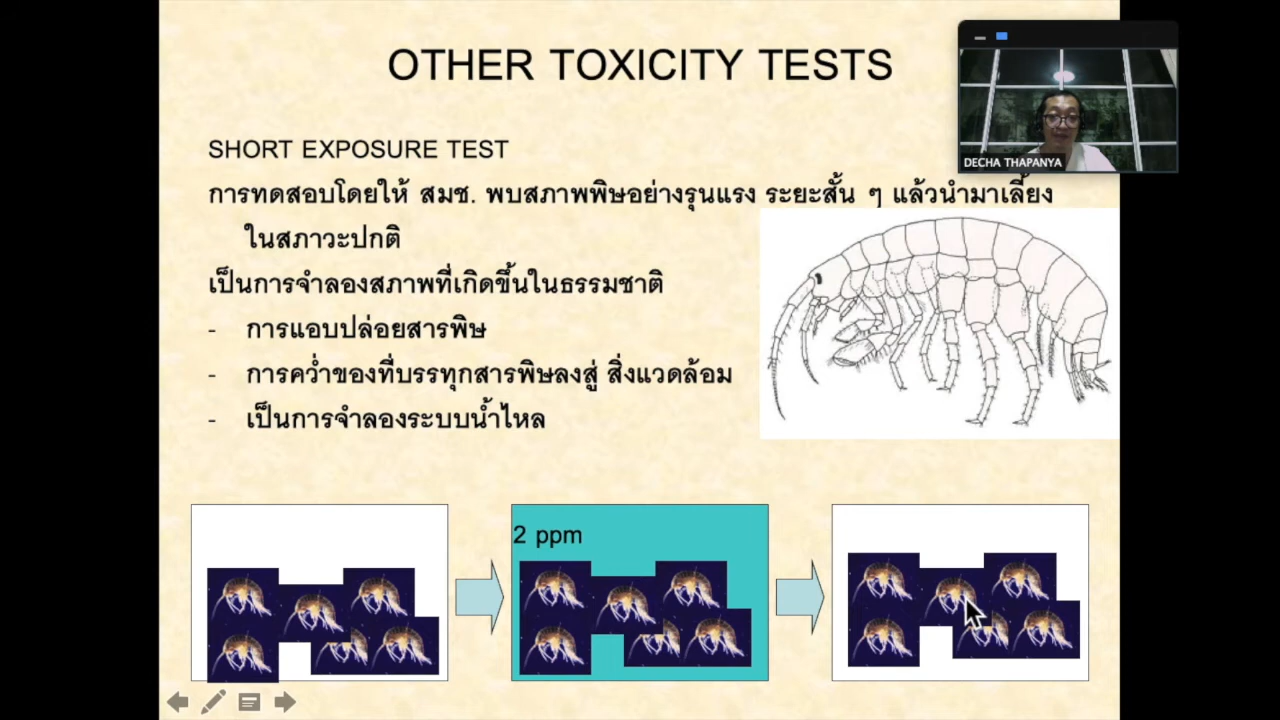 OTHER TOXICITY TESTS
DECHA THAPANYA
SHORT EXPOSURE TEST
การทดสอบโดยให้ สมช. พบสภาพพิษอย่างรุนแรง ระยะสั้น ๆ แล้วนำมาเลี้ยง
ในสภาวะปกติ
เป็นการจำลองสภาพที่เกิดขึ้นในธรรมชาติ
- การแอบปล่อยสารพิษ
- การคว่ำของที่บรรทุกสารพิษลงสู่ สิ่งแวดล้อม
- เป็นการจำลองระบบน้ำไหล
2 ppm